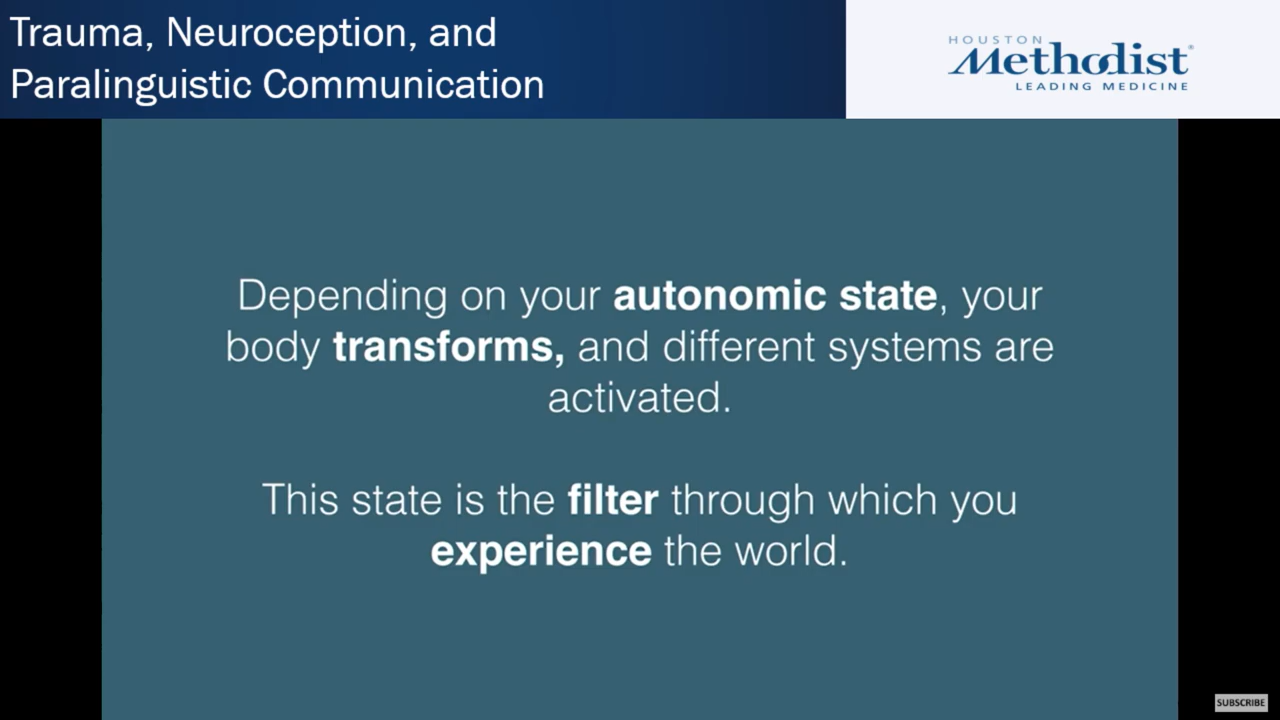 Trauma, Neuroception, and
Paralinguistic Communication
HOUSTON
Methodist®
LEADING MEDICINE
Depending on your autonomic state, your
body transforms, and different systems are
activated.
This state is the filter through which you
experience the world.
SUBSCRIBE